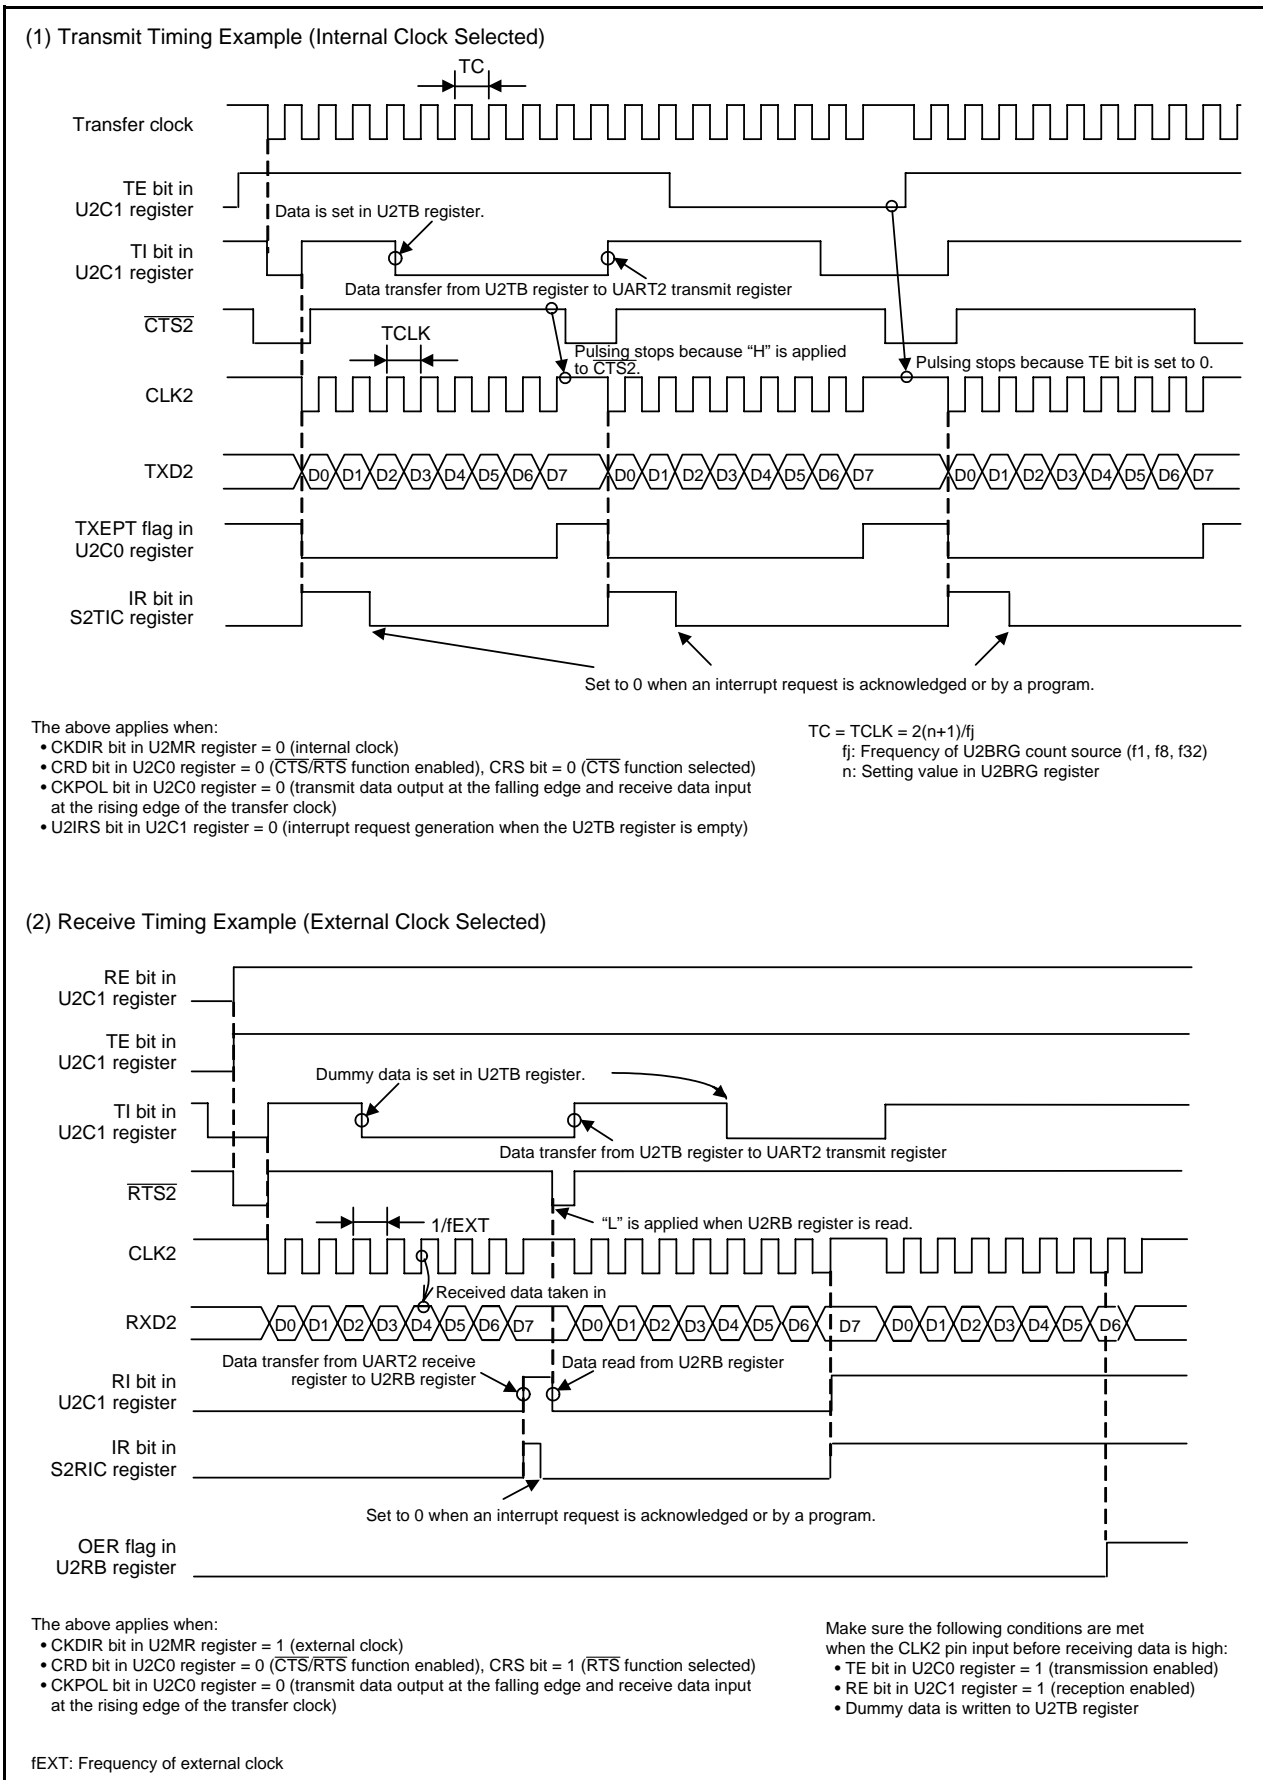 (1) Transmit Timing Example (Internal Clock Selected)
TC
Transfer clock
TE bit in
U2C1 register
Data is set in U2TB register.
TI bit in
U2C1 register
Data transfer from U2TB register to UART2 transmit register
CTS2
TCLK
Pulsing stops because “H” is applied
to CTS2.
Pulsing stops because TE bit is set to 0.
CLK2
TXD2
D0 D1 D2 D3 D4 D5 D6 D7 D0 D1 D2 D3 D4 D5 D6 D7 D0 D1 D2 D3 D4 D5 D6 D7
TXEPT flag in
U2C0 register
IR bit in
S2TIC register
Set to 0 when an interrupt request is acknowledged or by a program.
The above applies when:
• CKDIR bit in U2MR register = 0 (internal clock)
• CRD bit in U2C0 register = 0 (CTS/RTS function enabled), CRS bit = 0 (CTS function selected)
• CKPOL bit in U2C0 register = 0 (transmit data output at the falling edge and receive data input
at the rising edge of the transfer clock)
• U2IRS bit in U2C1 register = 0 (interrupt request generation when the U2TB register is empty)
TC = TCLK = 2(n+1)/fj
fj: Frequency of U2BRG count source (f1, f8, f32)
n: Setting value in U2BRG register
(2) Receive Timing Example (External Clock Selected)
RE bit in
U2C1 register
TE bit in
U2C1 register
Dummy data is set in U2TB register.
TI bit in
U2C1 register
Data transfer from U2TB register to UART2 transmit register
RTS2
1/fEXT
“L” is applied when U2RB register is read.
CLK2
Received data taken in
RXD2
D0 D1 D2 D3 D4 D5 D6 D7 D0 D1 D2 D3 D4 D5 D6 D7 D0 D1 D2 D3 D4 D5 D6
Data transfer from UART2 receive
register to U2RB register
Data read from U2RB register
RI bit in
U2C1 register
IR bit in
S2RIC register
Set to 0 when an interrupt request is acknowledged or by a program.
OER flag in
U2RB register
The above applies when:
• CKDIR bit in U2MR register = 1 (external clock)
• CRD bit in U2C0 register = 0 (CTS/RTS function enabled), CRS bit = 1 (RTS function selected)
• CKPOL bit in U2C0 register = 0 (transmit data output at the falling edge and receive data input
at the rising edge of the transfer clock)
Make sure the following conditions are met
when the CLK2 pin input before receiving data is high:
• TE bit in U2C0 register = 1 (transmission enabled)
• RE bit in U2C1 register = 1 (reception enabled)
• Dummy data is written to U2TB register
fEXT: Frequency of external clock